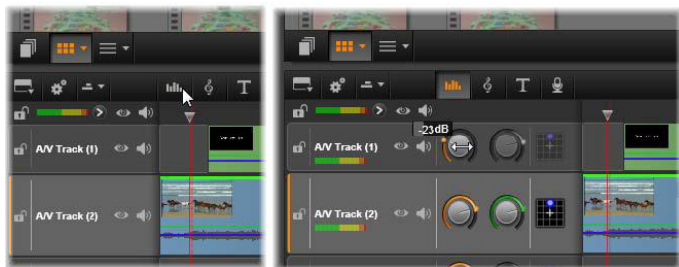 T
A/V Track (1)
A/V Track (2)
T
-23dB
A/V Track (1)
A/V Track (2)